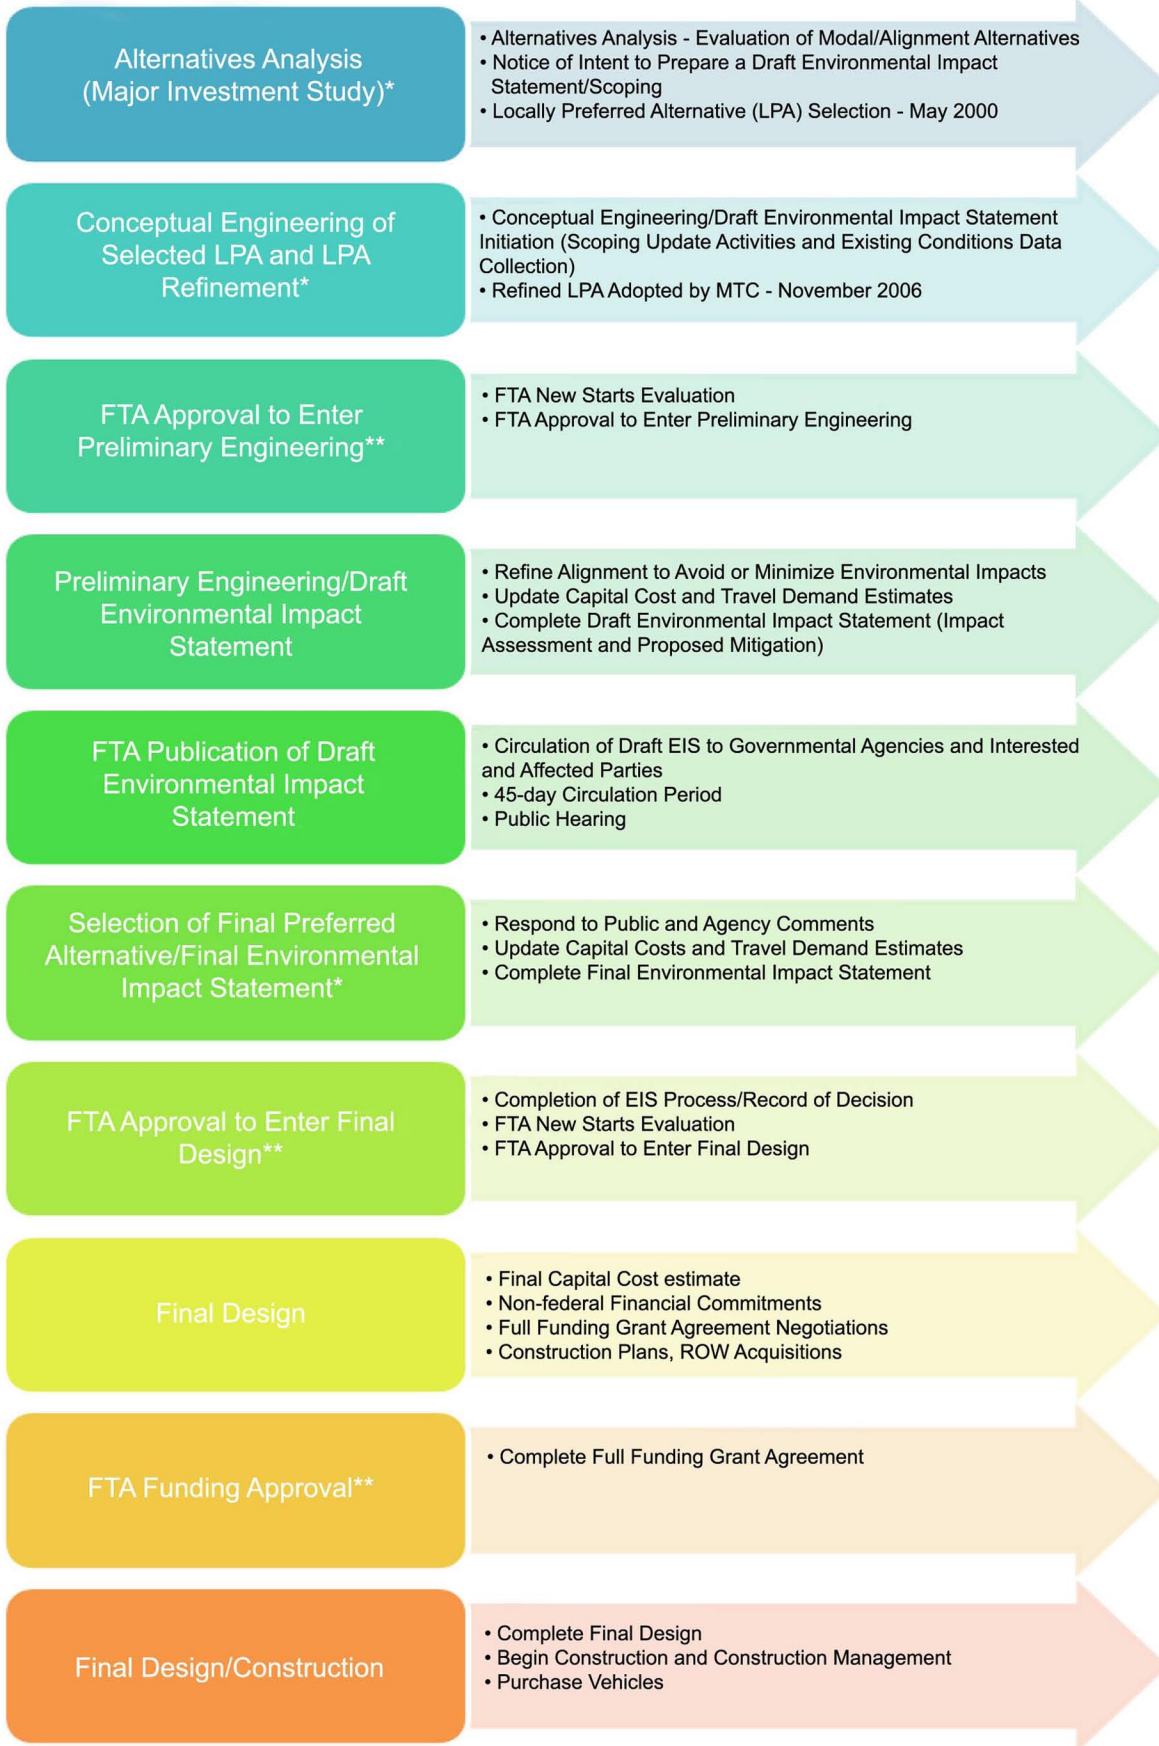 Alternatives Analysis
(Major Investment Study)*
• Alternatives Analysis - Evaluation of Modal/Alignment Alternatives
• Notice of Intent to Prepare a Draft Environmental Impact
Statement/Scoping
• Locally Preferred Alternative (LPA) Selection - May 2000
Conceptual Engineering of
Selected LPA and LPA
Refinement*
• Conceptual Engineering/Draft Environmental Impact Statement
Initiation (Scoping Update Activities and Existing Conditions Data
Collection)
• Refined LPA Adopted by MTC - November 2006
FTA Approval to Enter
Preliminary Engineering**
• FTA New Starts Evaluation
• FTA Approval to Enter Preliminary Engineering
Preliminary Engineering/Draft
Environmental Impact
Statement
• Refine Alignment to Avoid or Minimize Environmental Impacts
• Update Capital Cost and Travel Demand Estimates
• Complete Draft Environmental Impact Statement (Impact
Assessment and Proposed Mitigation)
FTA Publication of Draft
Environmental Impact
Statement
• Circulation of Draft EIS to Governmental Agencies and Interested
and Affected Parties
• 45-day Circulation Period
• Public Hearing
Selection of Final Preferred
Alternative/Final Environmental
Impact Statement*
• Respond to Public and Agency Comments
• Update Capital Costs and Travel Demand Estimates
• Complete Final Environmental Impact Statement
FTA Approval to Enter Final
Design**
• Completion of EIS Process/Record of Decision
• FTA New Starts Evaluation
• FTA Approval to Enter Final Design
Final Design
• Final Capital Cost estimate
• Non-federal Financial Commitments
• Full Funding Grant Agreement Negotiations
• Construction Plans, ROW Acquisitions
FTA Funding Approval**
• Complete Full Funding Grant Agreement
Final Design/Construction
• Complete Final Design
• Begin Construction and Construction Management
• Purchase Vehicles